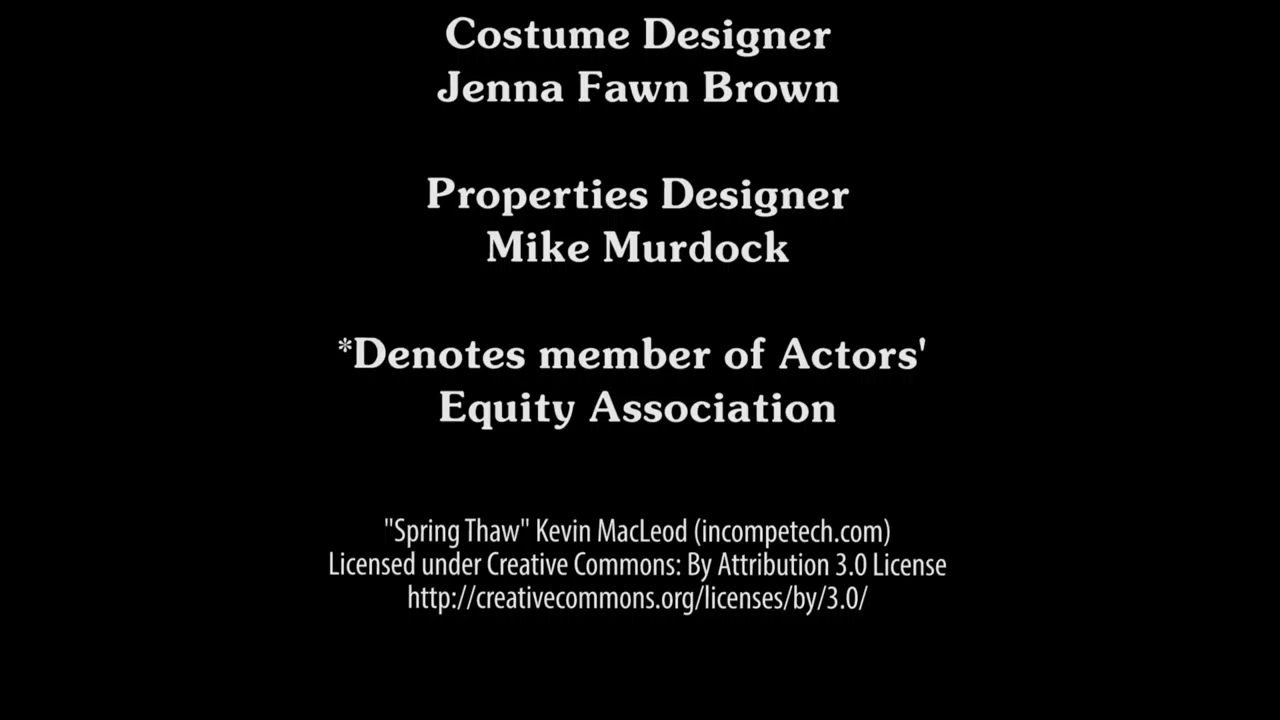 Costume Designer
Jenna Fawn Brown
Properties Designer
Mike Murdock
*Denotes member of Actors'
Equity Association
"Spring Thaw" Kevin MacLeod (incompetech.com)
Licensed under Creative Commons: By Attribution 3.0 License
http://creativecommons.org/licenses/by/3.0/